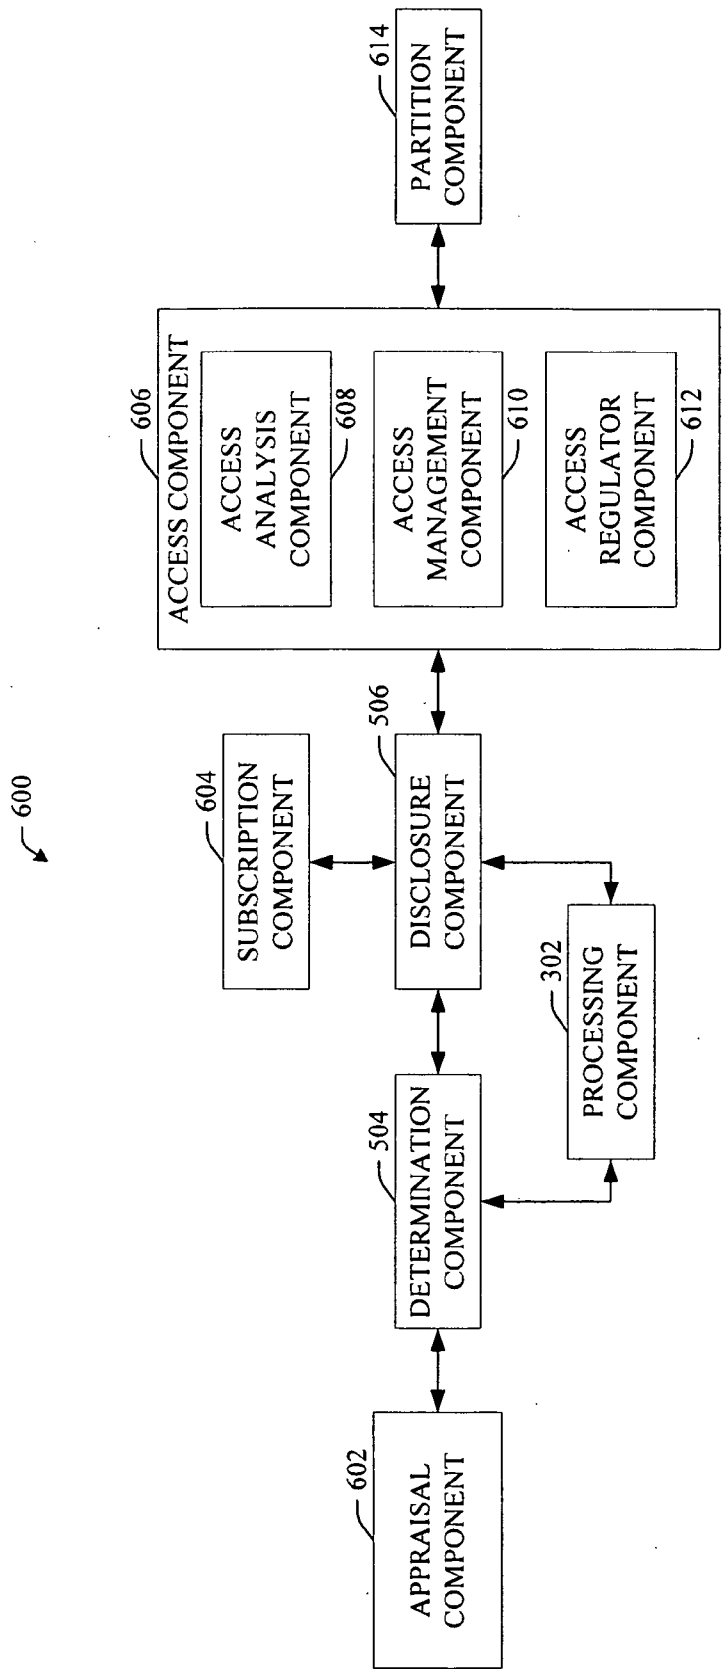 600
602
APPRAISAL
COMPONENT
504
DETERMINATION
COMPONENT
302
PROCESSING
COMPONENT
604
SUBSCRIPTION
COMPONENT
506
DISCLOSURE
COMPONENT
606
ACCESS COMPONENT
ACCESS
ANALYSIS
COMPONENT
608
ACCESS
MANAGEMENT
COMPONENT
610
ACCESS
REGULATOR
COMPONENT
612
614
PARTITION
COMPONENT